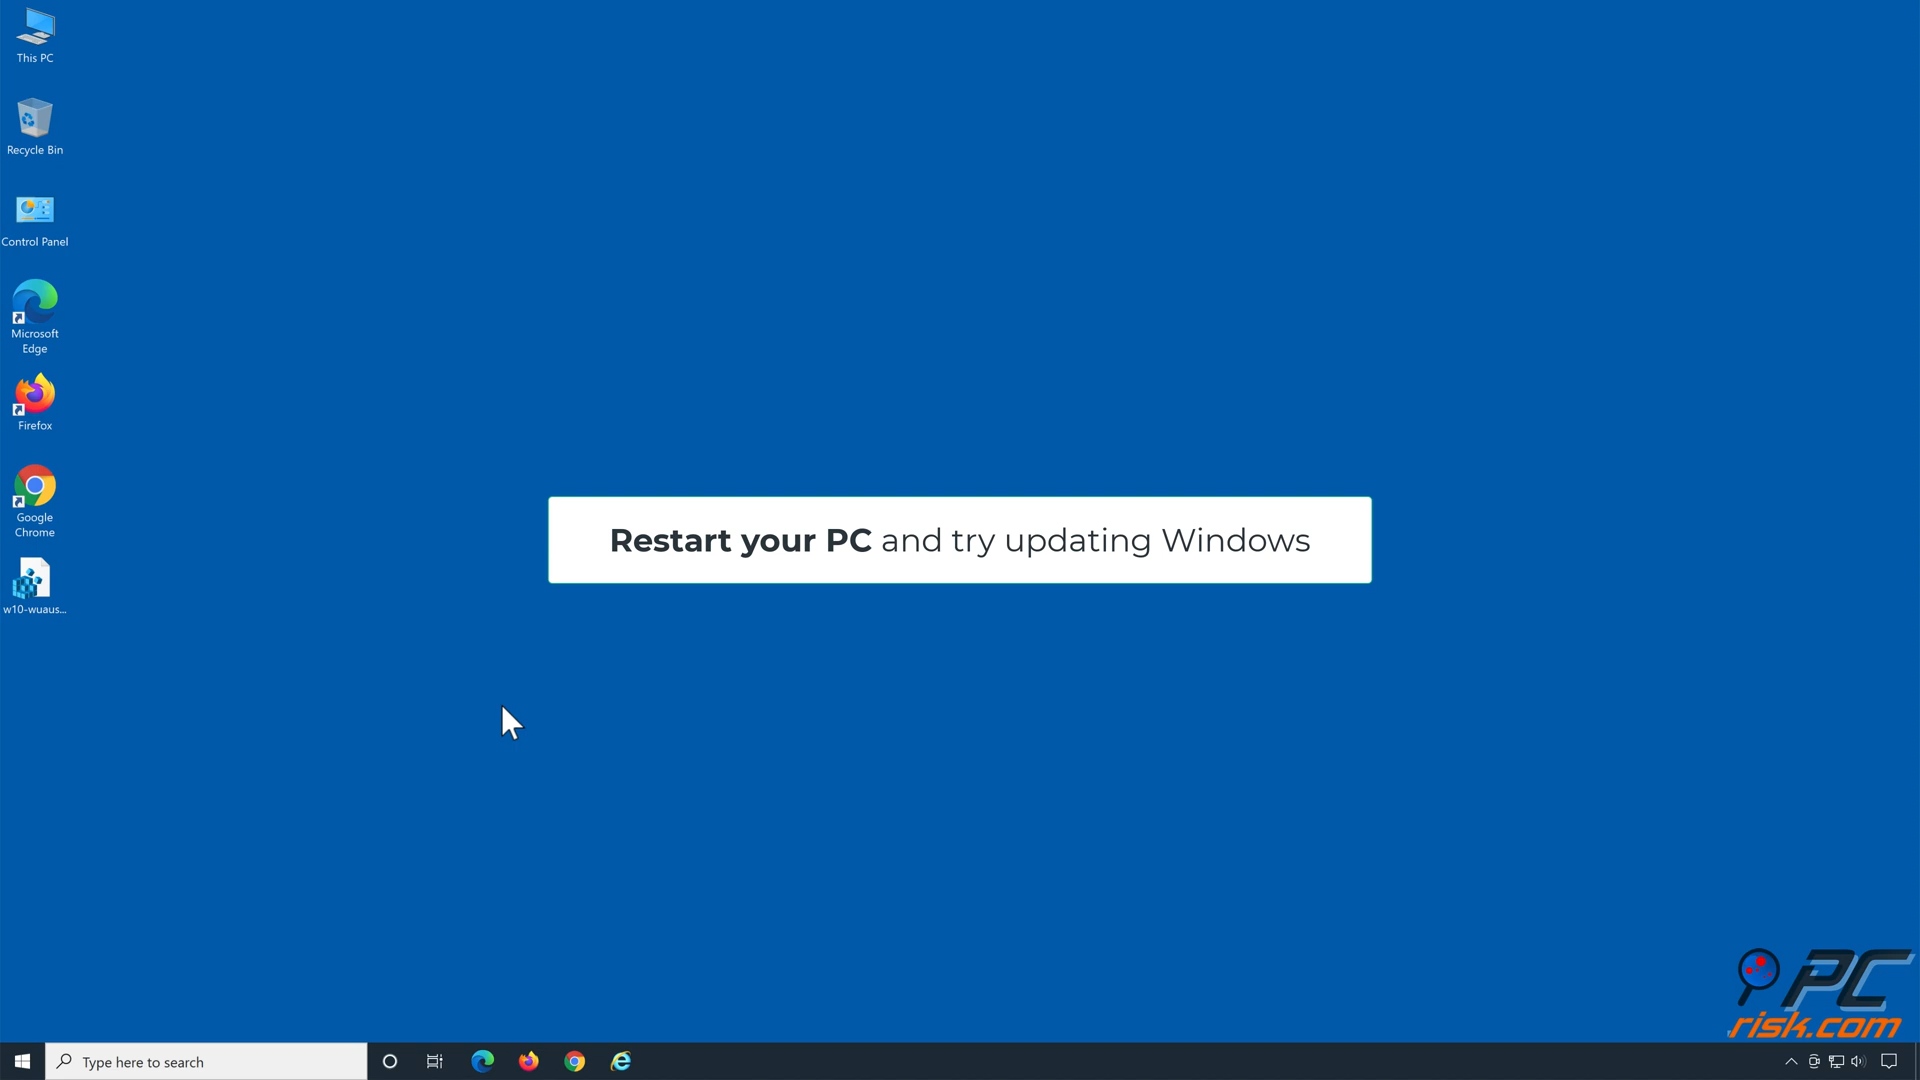 This PC
Recycle Bin
Control Panel
Microsoft
Edge
Firefox
Google
Chrome
w10-wuaus...
Restart your PC and try updating Windows
PC
risk.com
Type here to search